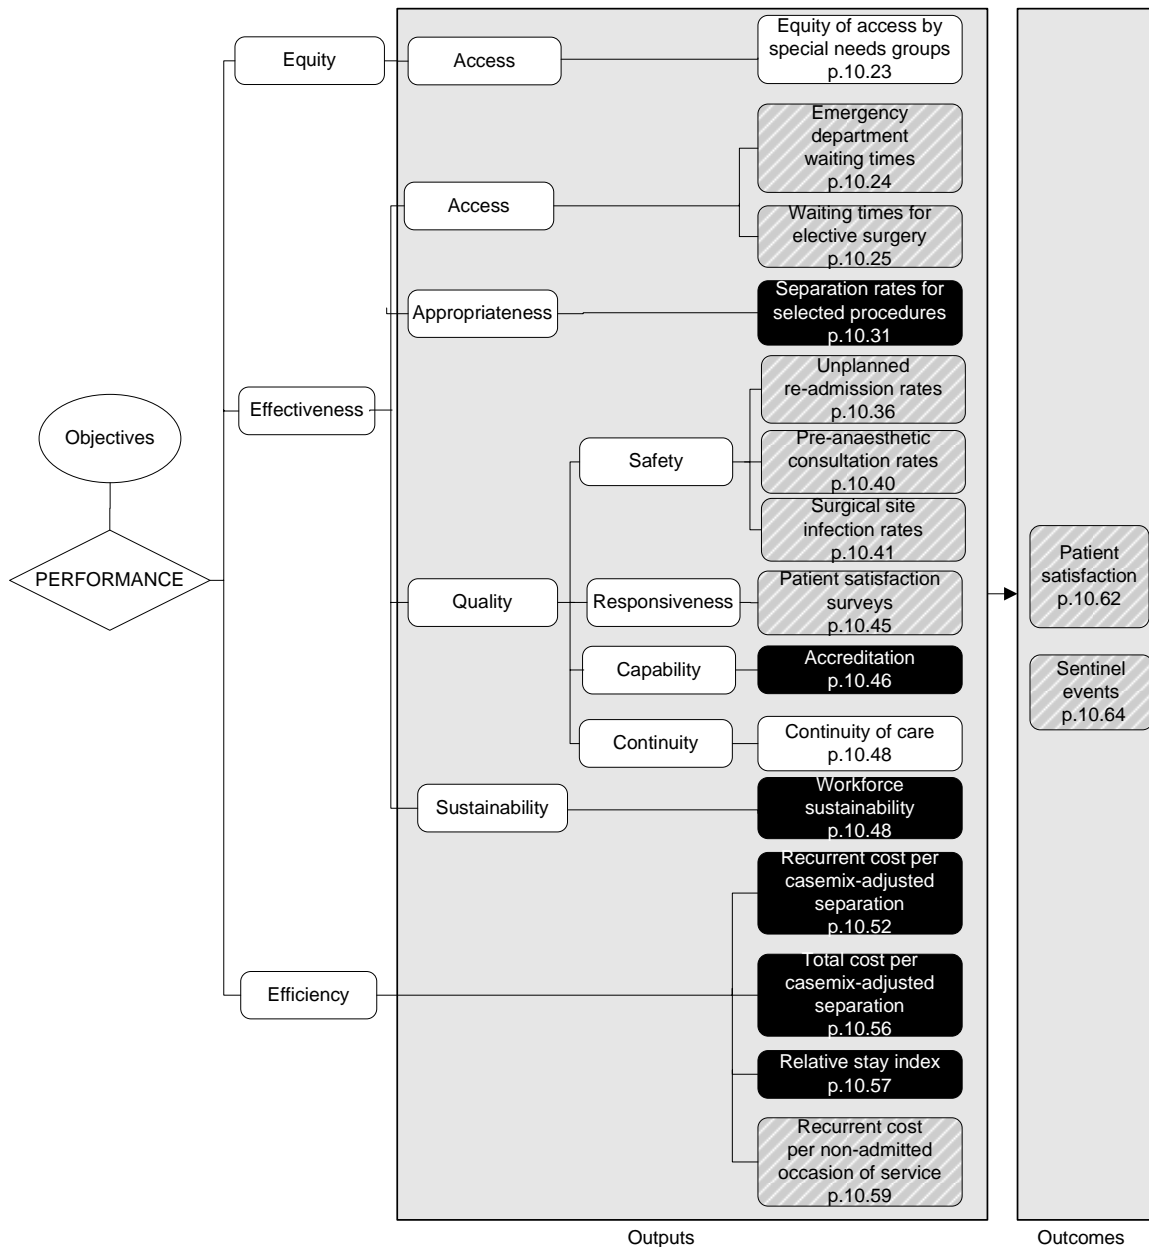 Objectives
PERFORMANCE
Equity
Access
Equity of access by
special needs groups
p.10.23
Effectiveness
Access
Emergency
department
waiting times
p.10.24
Waiting times for
elective surgery
p.10.25
Appropriateness
Separation rates for
selected procedures
p.10.31
Quality
Safety
Unplanned
re-admission rates
p.10.36
Pre-anaesthetic
consultation rates
p.10.40
Surgical site
infection rates
p.10.41
Responsiveness
Patient satisfaction
surveys
p.10.45
Capability
Accreditation
p.10.46
Continuity
Continuity of care
p.10.48
Sustainability
Workforce
sustainability
p.10.48
Efficiency
Recurrent cost per
casemix-adjusted
separation
p.10.52
Total cost per
casemix-adjusted
separation
p.10.56
Relative stay index
p.10.57
Recurrent cost
per non-admitted
occasion of service
p.10.59
Patient
satisfaction
p.10.62
Sentinel
events
p.10.64
Outputs
Outcomes